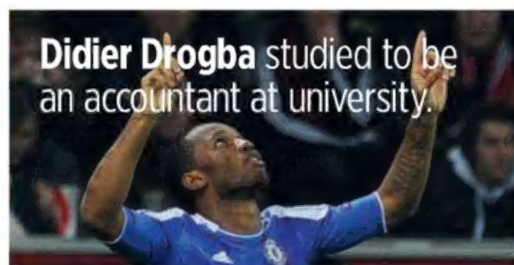 Didier Drogba studied to be
an accountant at university.